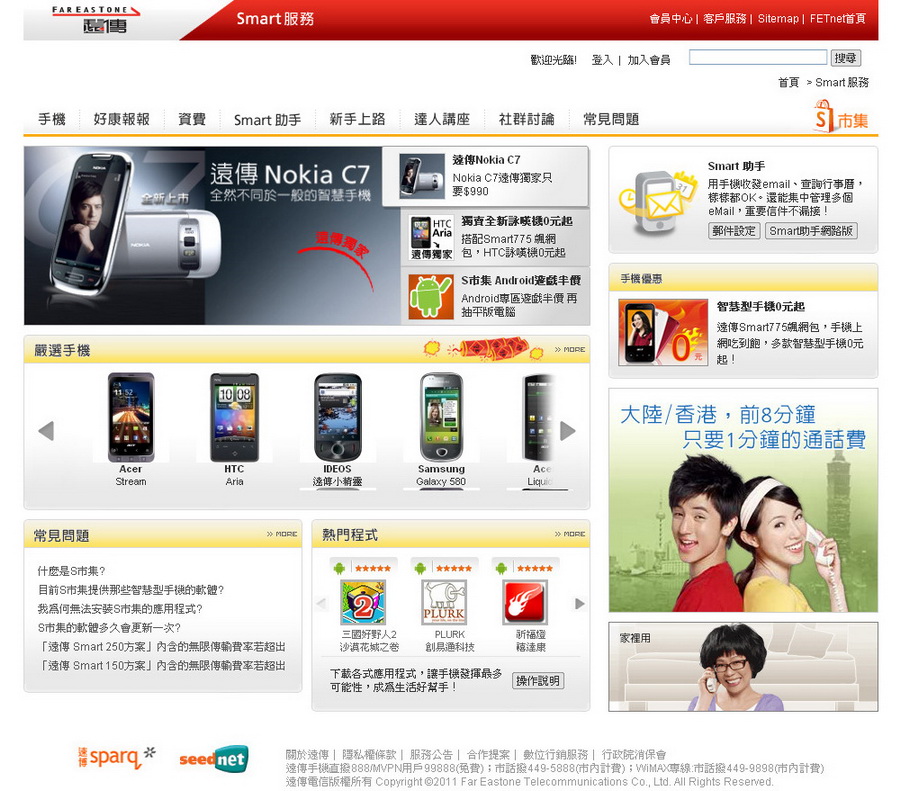 FAR EASTONE
遠傳
Smart服務
會員中心 | 客戶服務 | Sitemap | FETnet首頁
歡迎光臨! 登入 | 加入會員
搜尋
首頁 > Smart 服務
手機 好康報報 資費 Smart 助手 新手上路 達人講座 社群討論 常見問題
S市集
遠傳 Nokia C7
全然不同於一般的智慧手機
全新上市
遠傳獨家
遠傳Nokia C7
Nokia C7遠傳獨家只
要$990
HTC
Aria
遠傳獨家
獨賣全新詠嘆機0元起
搭配Smart775 飆網
包，HTC詠嘆機0元起
S市集 Android遊戲半價
Android專區遊戲半價 再
抽平版電腦
Smart 助手
用手機收發email、查詢行事曆，
樣樣都OK。還能集中管理多個
eMail，重要信件不漏接！
郵件設定 Smart助手網路版
手機優惠
智慧型手機0元起
遠傳Smart775飆網包，手機上
網吃到飽，多款智慧型手機0元
起！
0元
嚴選手機
>> MORE
Acer
Stream
HTC
Aria
IDEOS
遠傳小精靈
Samsung
Galaxy 580
Ace
Liquid
大陸/香港，前8分鐘
只要1分鐘的通話費
常見問題
>> MORE
什麼是S市集?
目前S市集提供那些智慧型手機的軟體?
我為何無法安裝S市集的應用程式?
S市集的軟體多久會更新一次?
「遠傳 Smart 250方案」內含的無限傳輸費率若超出
「遠傳 Smart 150方案」內含的無限傳輸費率若超出
熱門程式
>> MORE
2
三國好野人2
沙漠花城之卷
PLURK
PLURK
創易通科技
祈福燈
禧達康
下載各式應用程式，讓手機發揮最多
可能性，成為生活好幫手！
操作說明
家裡用
遠傳 sparq*
seednet
關於遠傳 | 隱私權條款 | 服務公告 | 合作提案 | 數位行銷服務 | 行政院消保會
遠傳手機直撥888/MVPN用戶99888(免費)；市話撥449-5888(市內計費)；WiMAX專線:市話撥449-9898(市內計費)
遠傳電信版權所有 Copyright ©2011 Far Eastone Telecommunications Co., Ltd. All Rights Reserved.